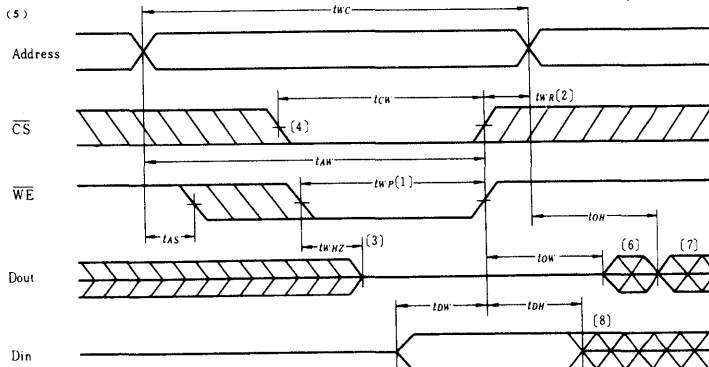 (5)
tWC
Address
tCW
tWR(2)
CS
(4)
tAW
WE
tWP(1)
tAS
tWHZ
(3)
tOH
Dout
tOW
(6)
(7)
tDW
tDH
(8)
Din